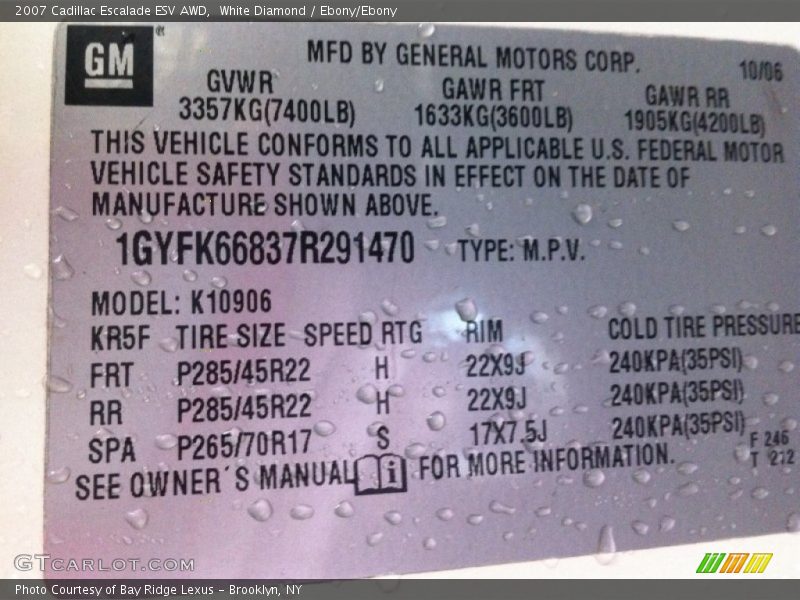 2007 Cadillac Escalade ESV AWD, White Diamond / Ebony/Ebony
GM
MFD BY GENERAL MOTORS CORP. 10/06
GVWR GAWR FRT GAWR RR
3357KG(7400LB) 1633KG(3600LB) 1905KG(4200LB)
THIS VEHICLE CONFORMS TO ALL APPLICABLE U.S. FEDERAL MOTOR
VEHICLE SAFETY STANDARDS IN EFFECT ON THE DATE OF
MANUFACTURE SHOWN ABOVE.
1GYFK66837R291470 TYPE: M.P.V.
MODEL: K10906
KR5F TIRE SIZE SPEED RTG RIM COLD TIRE PRESSURE
FRT P285/45R22 H 22X9J 240KPA(35PSI)
RR P285/45R22 H 22X9J 240KPA(35PSI)
SPA P265/70R17 S 17X7.5J 240KPA(35PSI)
SEE OWNER'S MANUAL i FOR MORE INFORMATION.
F 246
T 212
GTCARLOT.COM
Photo Courtesy of Bay Ridge Lexus - Brooklyn, NY